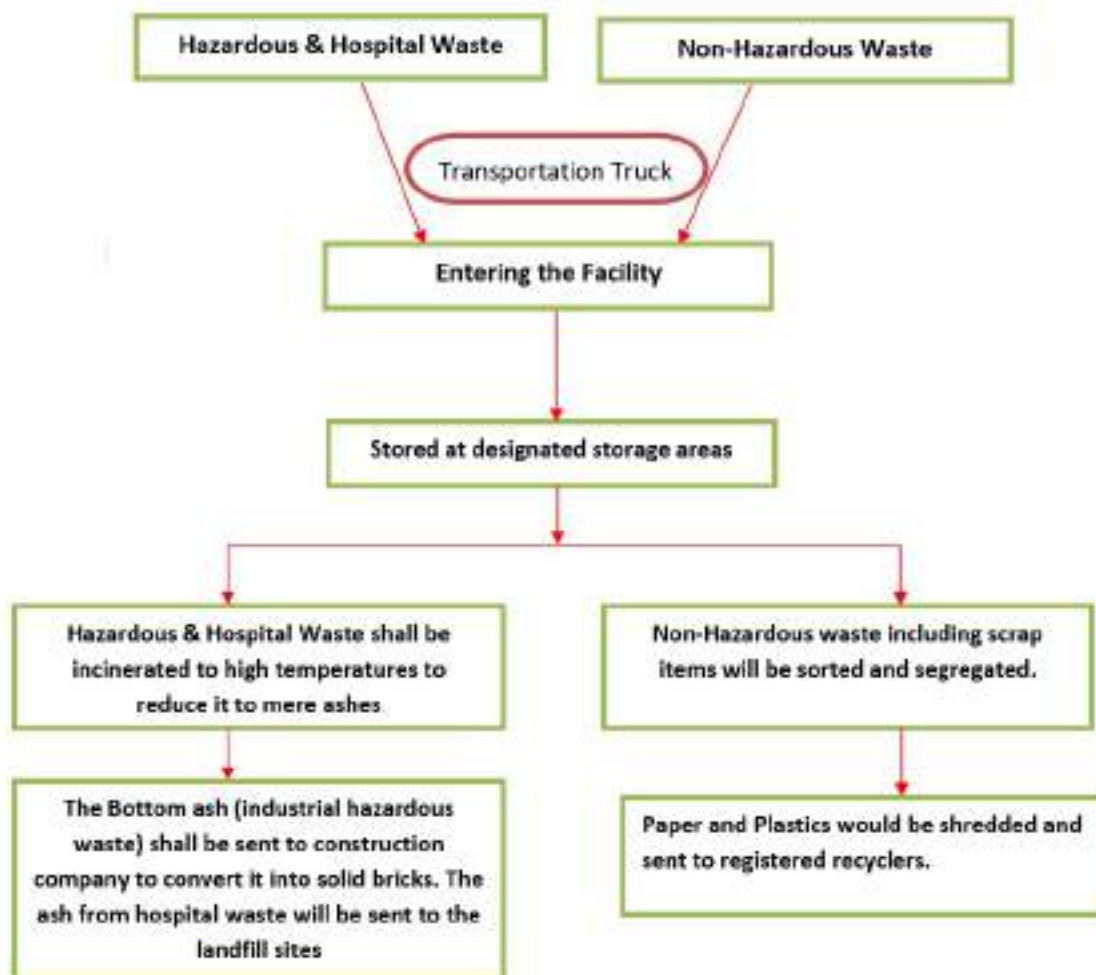 Hazardous & Hospital Waste
Non-Hazardous Waste
Transportation Truck
Entering the Facility
Stored at designated storage areas
Hazardous & Hospital Waste shall be
incinerated to high temperatures to
reduce it to mere ashes
Non-Hazardous waste including scrap
items will be sorted and segregated.
The Bottom ash (industrial hazardous
waste) shall be sent to construction
company to convert it into solid bricks. The
ash from hospital waste will be sent to the
landfill sites
Paper and Plastics would be shredded and
sent to registered recyclers.